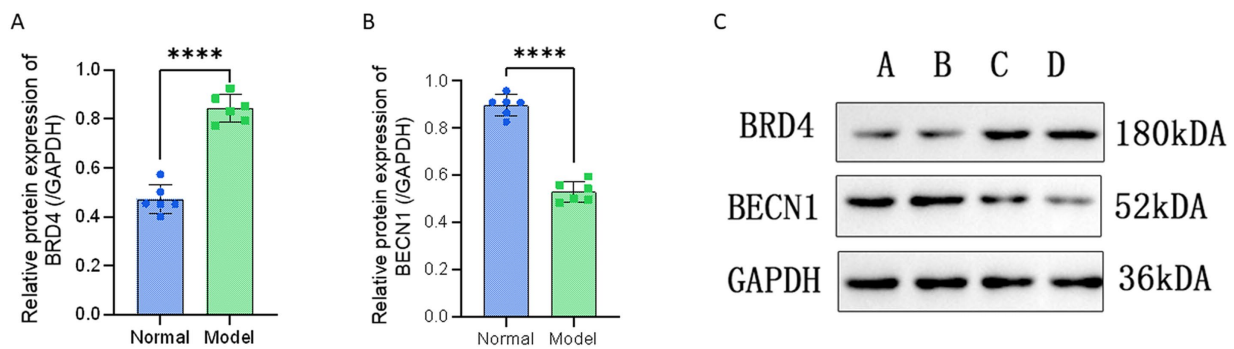 A
Relative protein expression of
BRD4 (/GAPDH)
1.0
0.8
0.6
0.4
0.2
0.0
****
Normal Model
B
Relative protein expression of
BECN1 (/GAPDH)
1.0
0.8
0.6
0.4
0.2
0.0
****
Normal Model
C
A B C D
BRD4 180kDA
BECN1 52kDA
GAPDH 36kDA